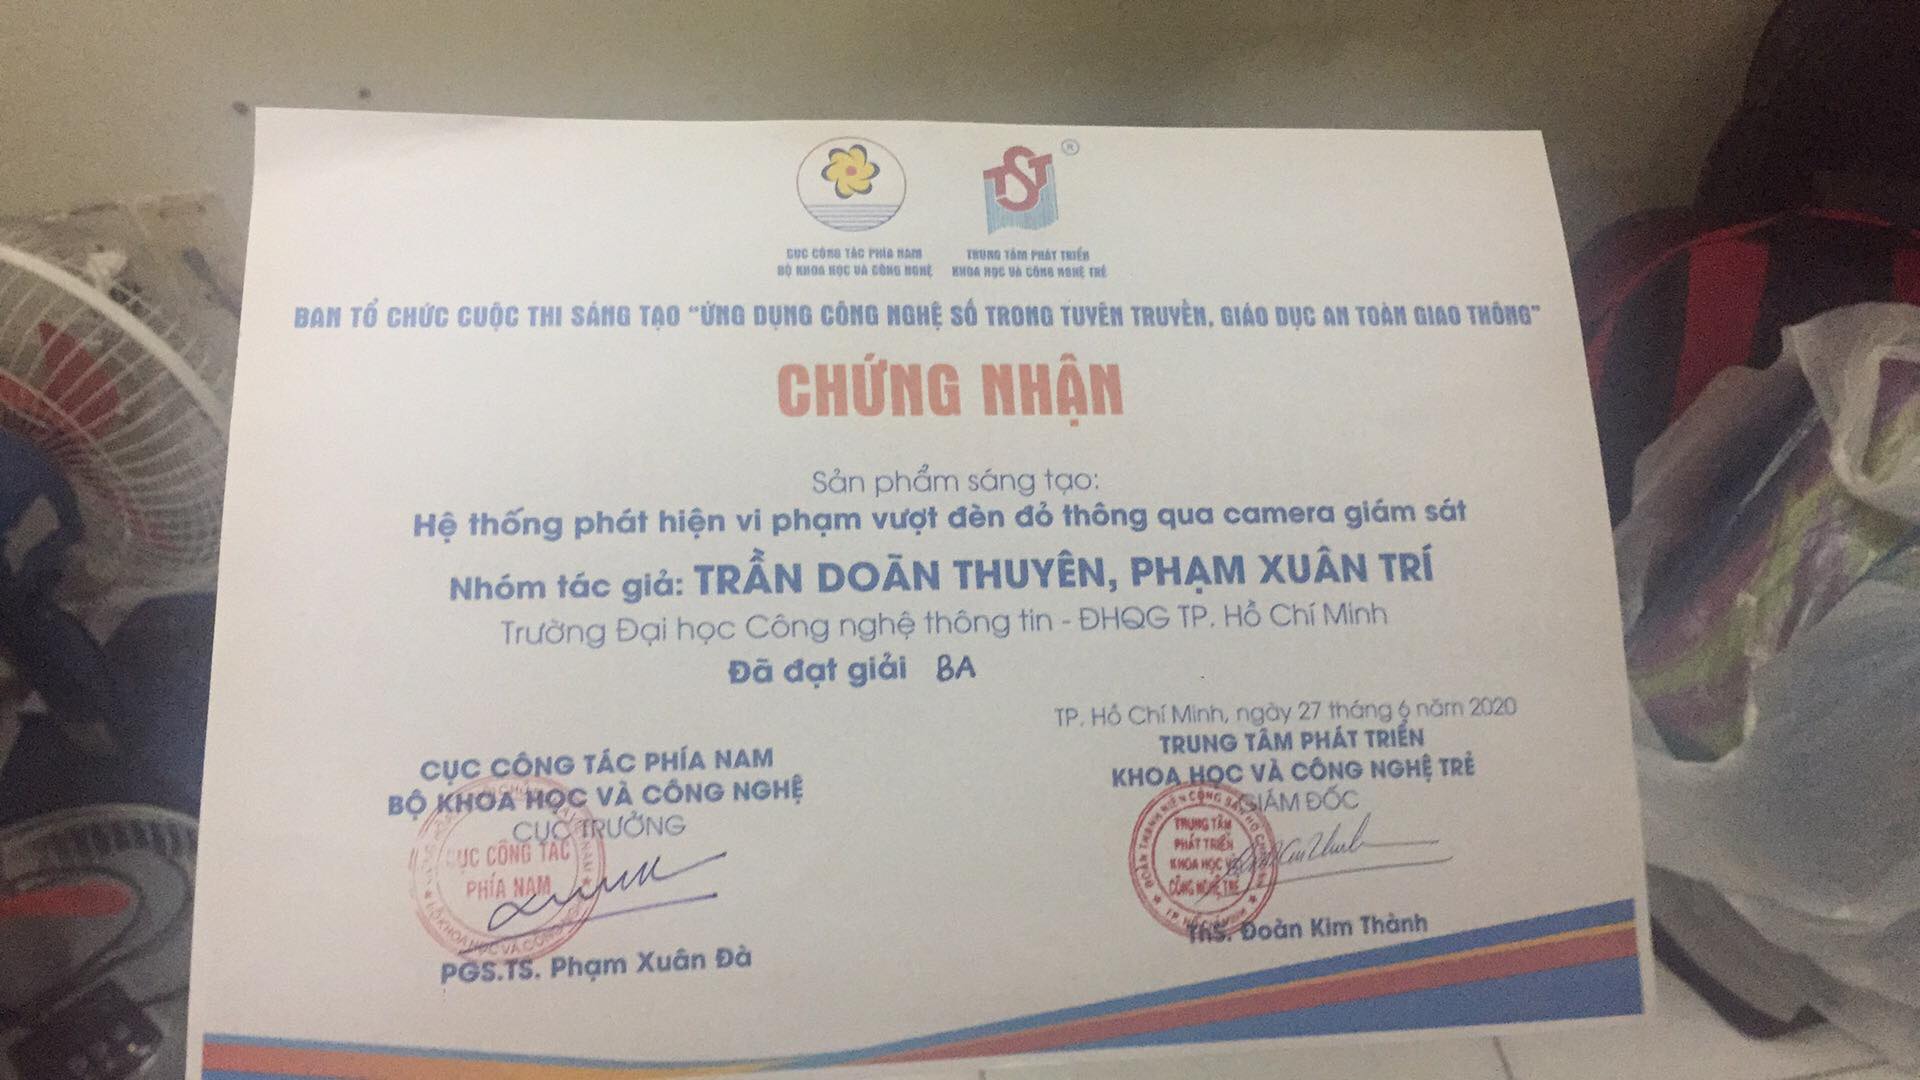 ®
CỤC CÔNG TÁC PHÍA NAM
BỘ KHOA HỌC VÀ CÔNG NGHỆ
TST
TRUNG TÂM PHÁT TRIỂN
KHOA HỌC VÀ CÔNG NGHỆ TRẺ
BAN TỔ CHỨC CUỘC THI SÁNG TẠO "ỨNG DỤNG CÔNG NGHỆ SỐ TRONG TUYÊN TRUYỀN, GIÁO DỤC AN TOÀN GIAO THÔNG"
CHỨNG NHẬN
Sản phẩm sáng tạo:
Hệ thống phát hiện vi phạm vượt đèn đỏ thông qua camera giám sát
Nhóm tác giả: TRẦN DOÃN THUYÊN, PHẠM XUÂN TRÍ
Trường Đại học Công nghệ thông tin - ĐHQG TP. Hồ Chí Minh
Đã đạt giải BA
TP. Hồ Chí Minh, ngày 27 tháng 6 năm 2020
CỤC CÔNG TÁC PHÍA NAM
BỘ KHOA HỌC VÀ CÔNG NGHỆ
CỤC TRƯỞNG
CỤC CÔNG TÁC
PHÍA NAM
PGS.TS. Phạm Xuân Đà
TRUNG TÂM PHÁT TRIỂN
KHOA HỌC VÀ CÔNG NGHỆ TRẺ
GIÁM ĐỐC
TRUNG TÂM
PHÁT TRIỂN
KHOA HỌC VÀ
CÔNG NGHỆ TRẺ
TP. HỒ CHÍ MINH
ThS. Đoàn Kim Thành